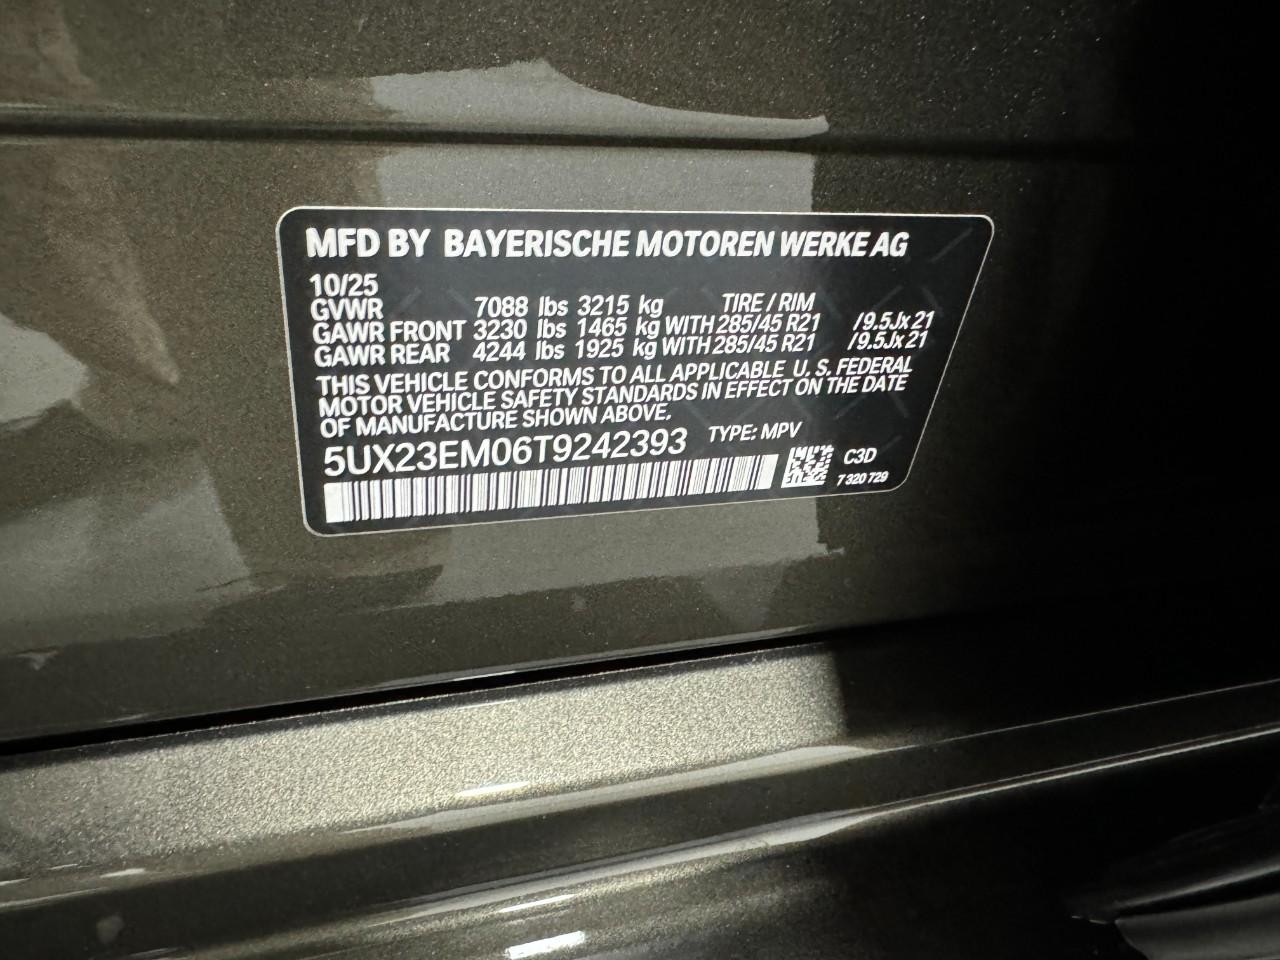 MFD BY BAYERISCHE MOTOREN WERKE AG
10/25
GVWR 7088 lbs 3215 kg TIRE / RIM
GAWR FRONT 3230 lbs 1465 kg WITH 285/45 R21 /9.5Jx21
GAWR REAR 4244 lbs 1925 kg WITH 285/45 R21 /9.5Jx21
THIS VEHICLE CONFORMS TO ALL APPLICABLE U. S. FEDERAL
MOTOR VEHICLE SAFETY STANDARDS IN EFFECT ON THE DATE
OF MANUFACTURE SHOWN ABOVE.
5UX23EM06T9242393 TYPE: MPV
C3D
7 320 729